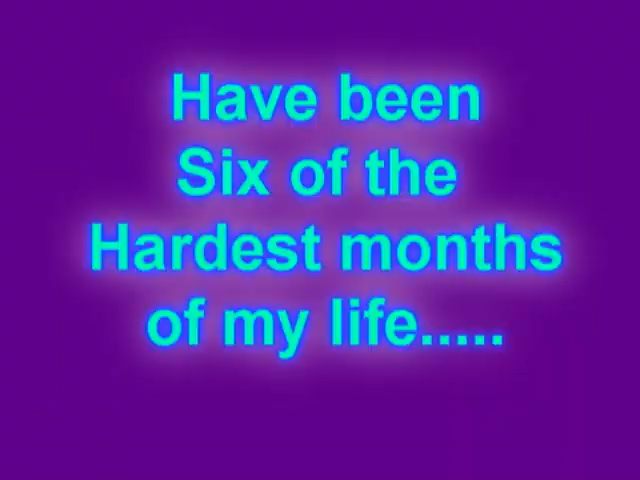 Have been
Six of the
Hardest months
of my life.....